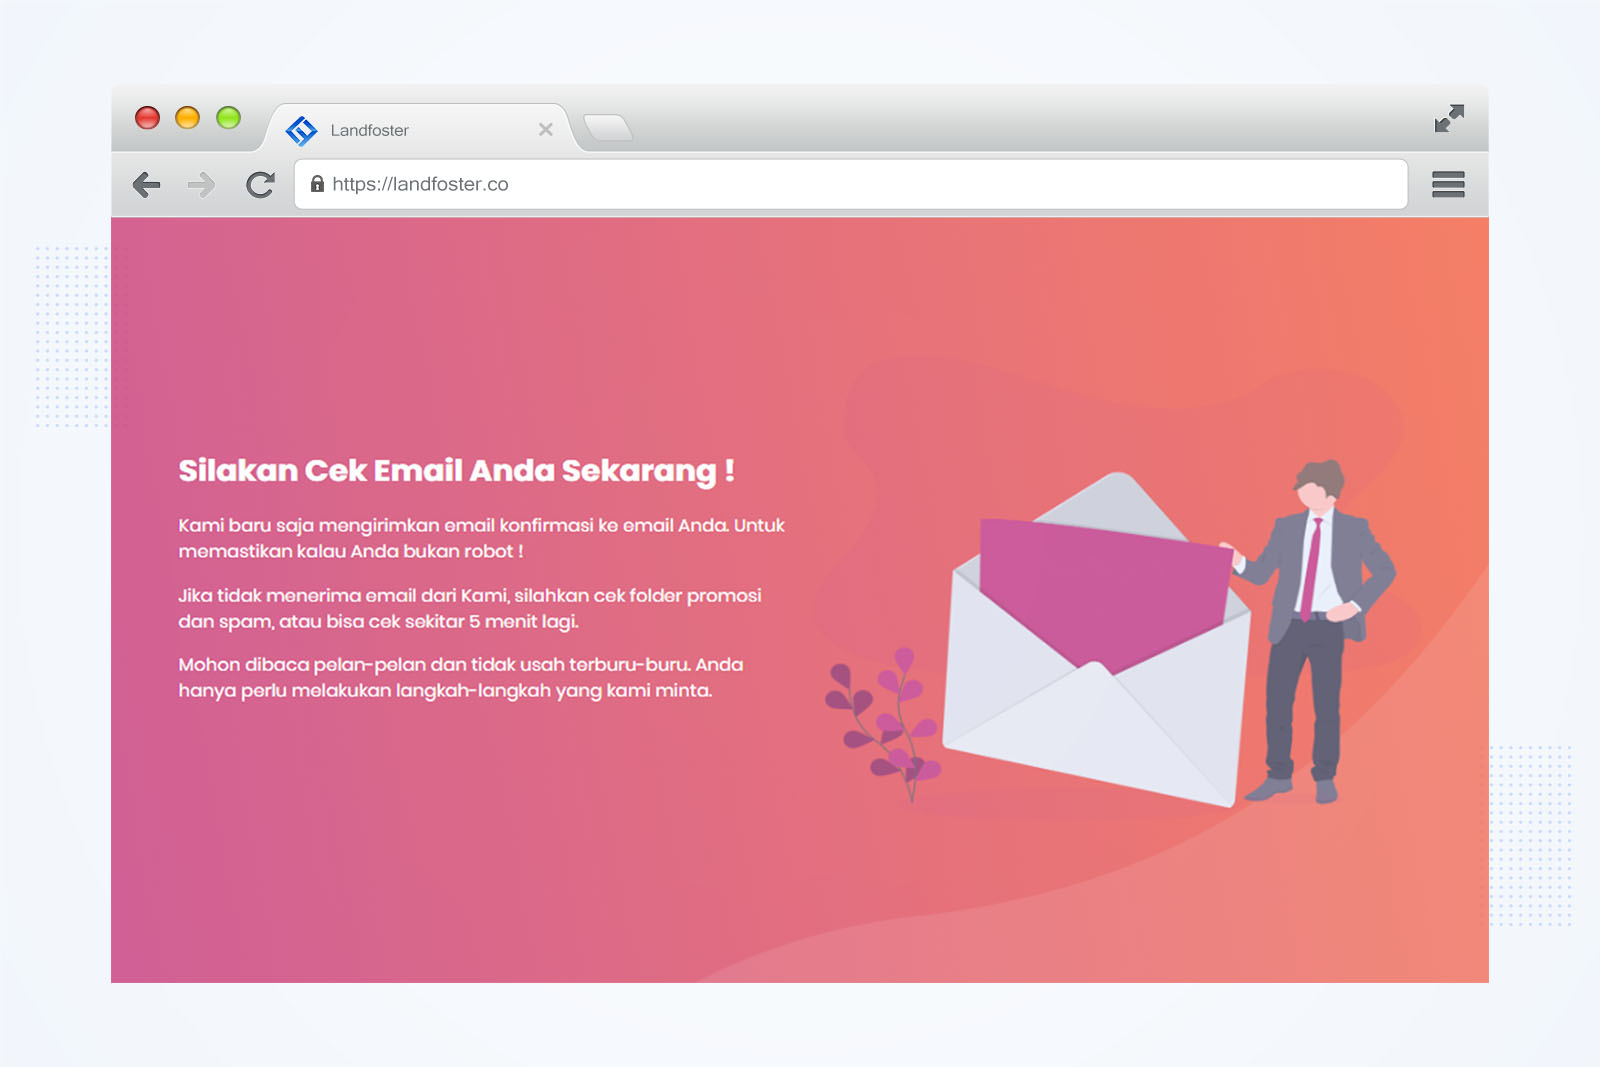 Landfoster
https://landfoster.co
Silakan Cek Email Anda Sekarang !
Kami baru saja mengirimkan email konfirmasi ke email Anda. Untuk
memastikan kalau Anda bukan robot !
Jika tidak menerima email dari Kami, silahkan cek folder promosi
dan spam, atau bisa cek sekitar 5 menit lagi.
Mohon dibaca pelan-pelan dan tidak usah terburu-buru. Anda
hanya perlu melakukan langkah-langkah yang kami minta.